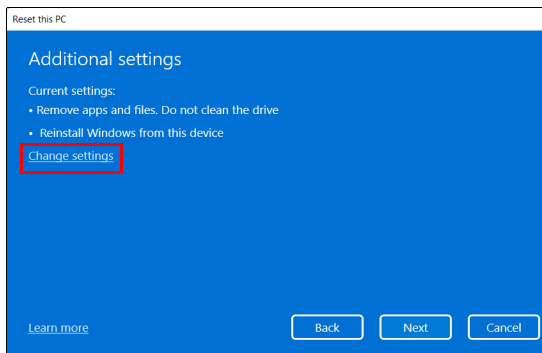 Reset this PC
Additional settings
Current settings:
• Remove apps and files. Do not clean the drive
• Reinstall Windows from this device
Change settings
Learn more
Back
Next
Cancel